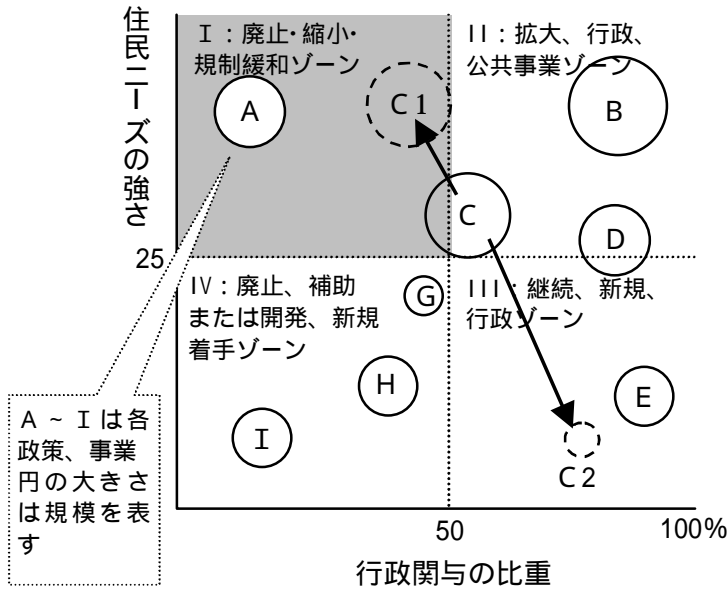 住民ニーズの強さ
I：廃止・縮小・
規制緩和ゾーン
II：拡大、行政、
公共事業ゾーン
A
C1
B
C
D
25
IV：廃止、補助
または開発、新規
着手ゾーン
G
III：継続、新規、
行政ゾーン
H
E
I
C2
A～Iは各
政策、事業
円の大きさ
は規模を表
す
50
100%
行政関与の比重